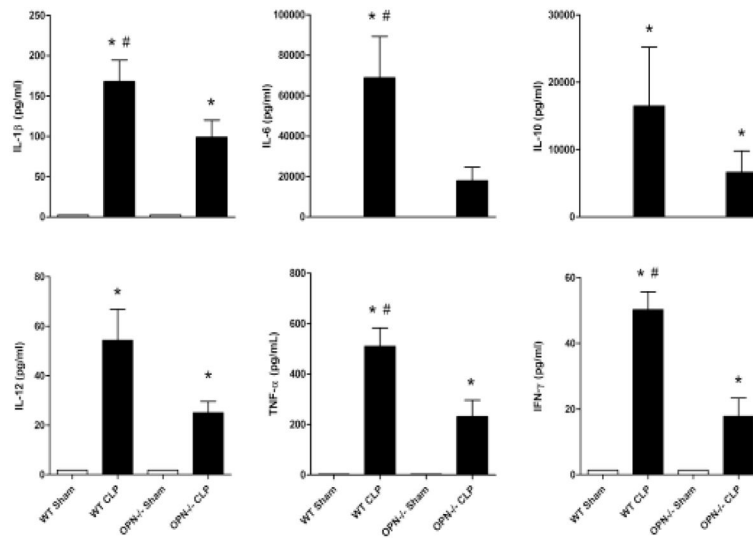 IL-1β (pg/ml)
250
200
150
100
50
0
* #
*
IL-6 (pg/ml)
100000
80000
60000
40000
20000
0
* #
IL-10 (pg/ml)
30000
20000
10000
0
*
*
IL-12 (pg/ml)
60
40
20
0
*
*
WT Sham
WT CLP
OPN-/- Sham
OPN-/- CLP
TNF-α (pg/mL)
800
600
400
200
0
* #
*
WT Sham
WT CLP
OPN-/- Sham
OPN-/- CLP
IFN-γ (pg/ml)
60
40
20
0
* #
*
WT Sham
WT CLP
OPN-/- Sham
OPN-/- CLP